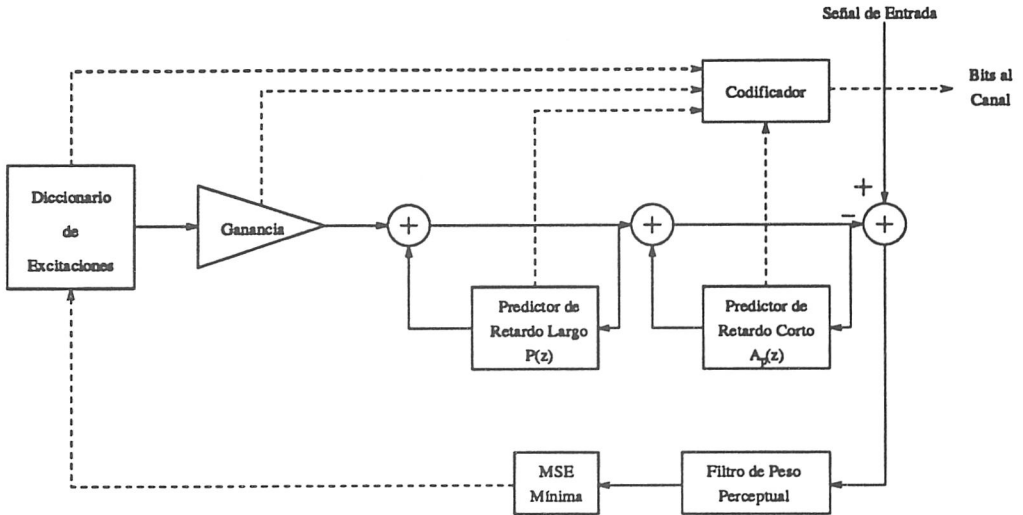 Señal de Entrada
Codificador
Bits al
Canal
Diccionario
de
Excitaciones
Ganancia
+
+
+
−
+
Predictor de
Retardo Largo
P(z)
Predictor de
Retardo Corto
Ap(z)
MSE
Mínima
Filtro de Peso
Perceptual